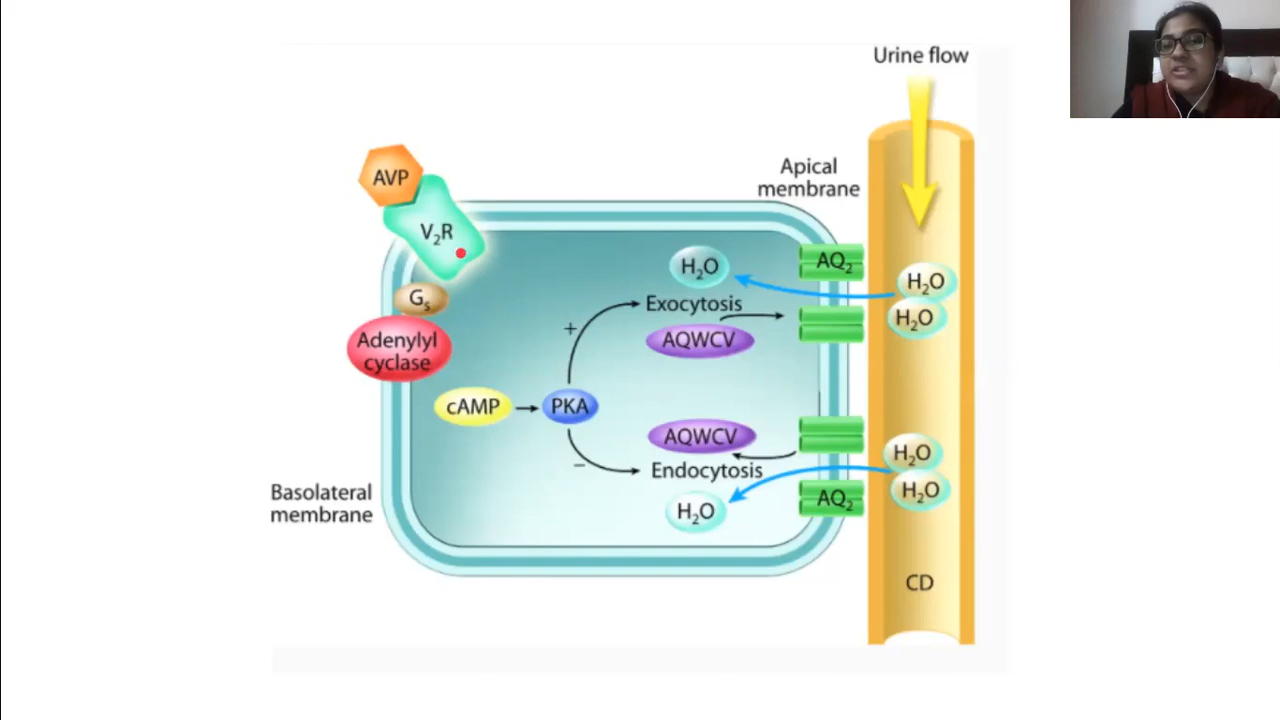 Urine flow
Apical
membrane
AVP
V₂R
Gₛ
Adenylyl
cyclase
cAMP
PKA
+
−
H₂O
Exocytosis
AQWCV
AQWCV
Endocytosis
H₂O
AQ₂
AQ₂
H₂O
H₂O
H₂O
H₂O
Basolateral
membrane
CD